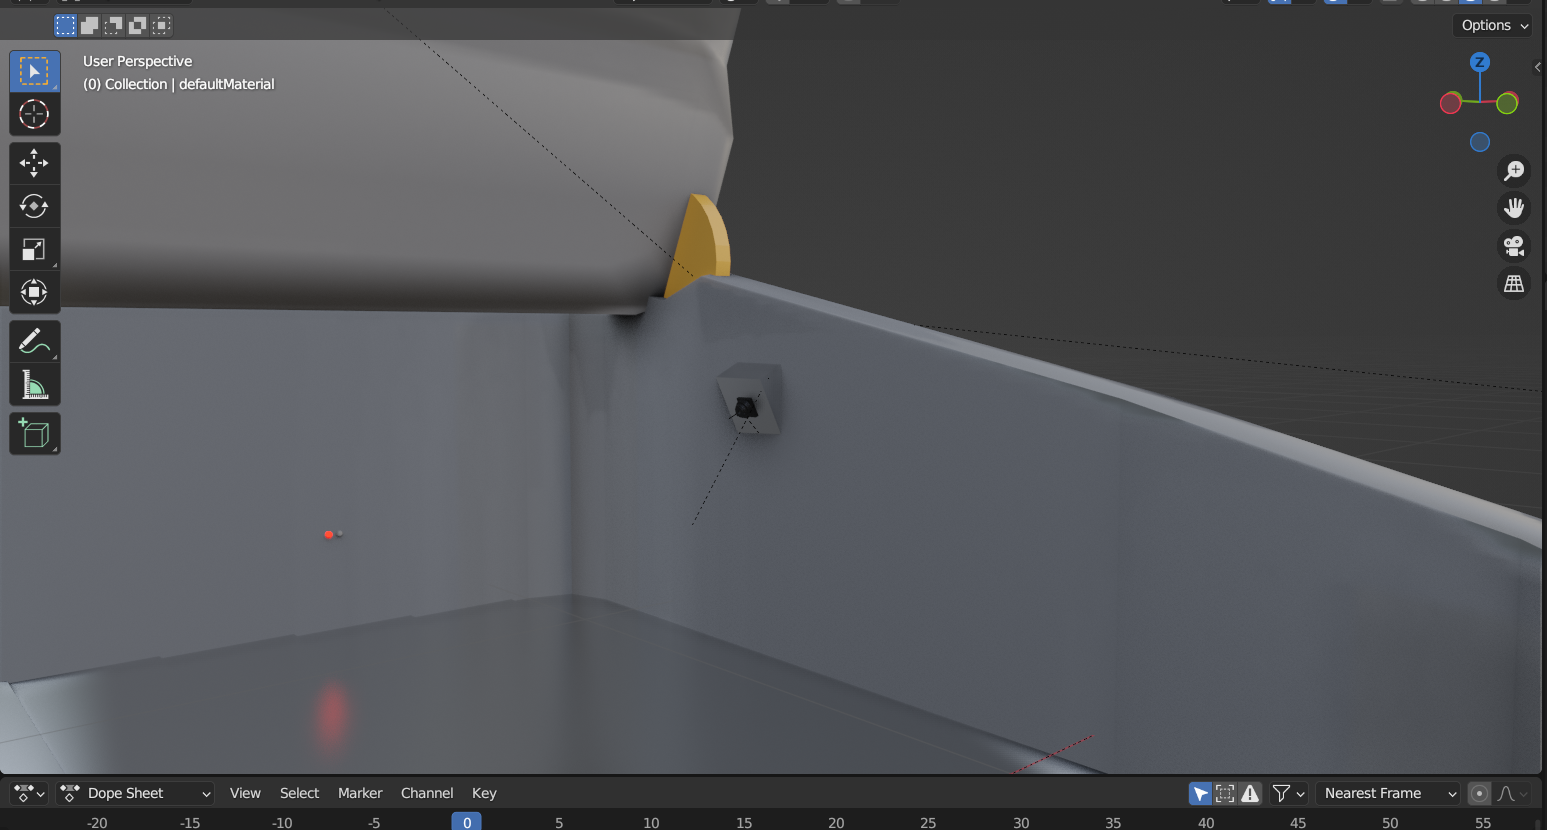 Options
User Perspective
(0) Collection | defaultMaterial
Z
Dope Sheet View Select Marker Channel Key Nearest Frame
-20 -15 -10 -5 0 5 10 15 20 25 30 35 40 45 50 55